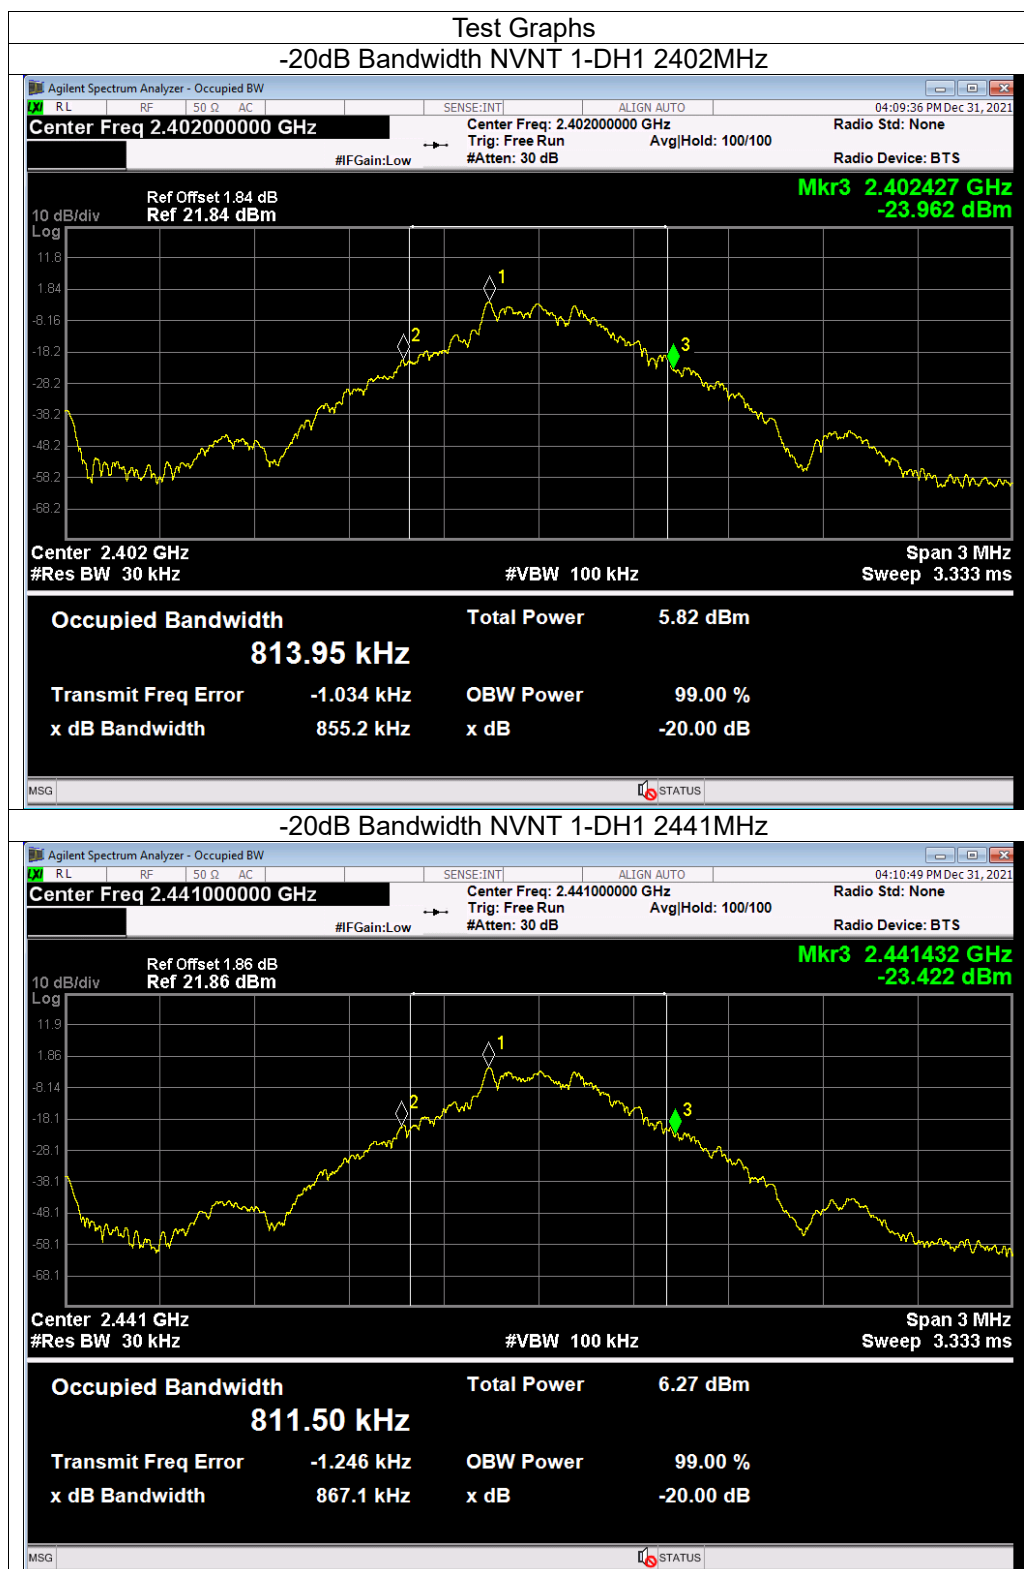 Test Graphs
-20dB Bandwidth NVNT 1-DH1 2402MHz
Agilent Spectrum Analyzer - Occupied BW
LXI RL RF 50 Ω AC SENSE:INT ALIGN AUTO 04:09:36 PM Dec 31, 2021
Center Freq 2.402000000 GHz Center Freq: 2.402000000 GHz Radio Std: None
Trig: Free Run Avg|Hold: 100/100
#IFGain:Low #Atten: 30 dB Radio Device: BTS
Mkr3 2.402427 GHz
-23.962 dBm
Ref Offset 1.84 dB
10 dB/div Ref 21.84 dBm
Log
11.8
1.84
-8.16
-18.2
-28.2
-38.2
-48.2
-58.2
-68.2
1
2
3
Center 2.402 GHz Span 3 MHz
#Res BW 30 kHz #VBW 100 kHz Sweep 3.333 ms
Occupied Bandwidth Total Power 5.82 dBm
813.95 kHz
Transmit Freq Error -1.034 kHz OBW Power 99.00 %
x dB Bandwidth 855.2 kHz x dB -20.00 dB
MSG STATUS
-20dB Bandwidth NVNT 1-DH1 2441MHz
Agilent Spectrum Analyzer - Occupied BW
LXI RL RF 50 Ω AC SENSE:INT ALIGN AUTO 04:10:49 PM Dec 31, 2021
Center Freq 2.441000000 GHz Center Freq: 2.441000000 GHz Radio Std: None
Trig: Free Run Avg|Hold: 100/100
#IFGain:Low #Atten: 30 dB Radio Device: BTS
Mkr3 2.441432 GHz
-23.422 dBm
Ref Offset 1.86 dB
10 dB/div Ref 21.86 dBm
Log
11.9
1.86
-8.14
-18.1
-28.1
-38.1
-48.1
-58.1
-68.1
1
2
3
Center 2.441 GHz Span 3 MHz
#Res BW 30 kHz #VBW 100 kHz Sweep 3.333 ms
Occupied Bandwidth Total Power 6.27 dBm
811.50 kHz
Transmit Freq Error -1.246 kHz OBW Power 99.00 %
x dB Bandwidth 867.1 kHz x dB -20.00 dB
MSG STATUS